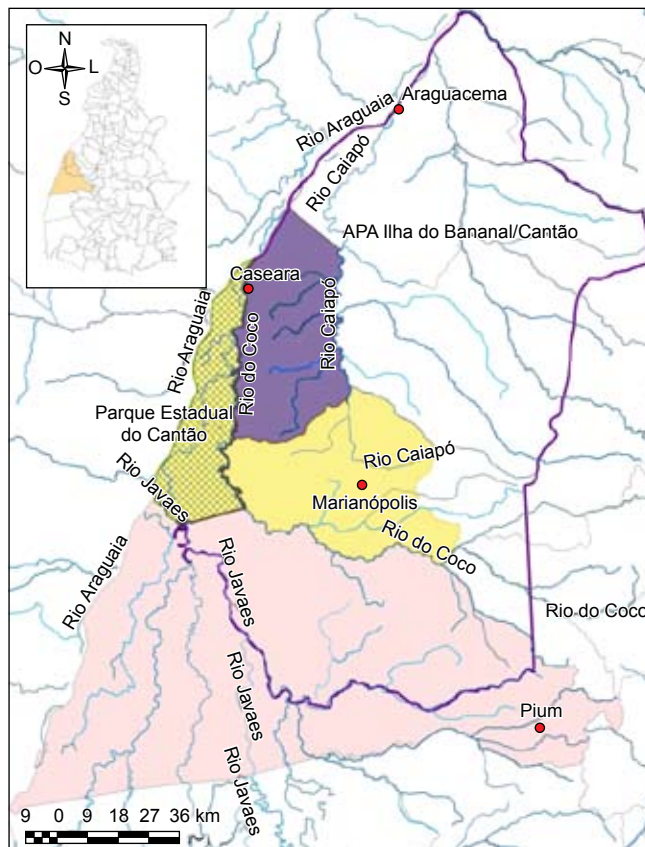 N
O L
S
Araguacema
Rio Araguaia
Rio Caiapó
APA Ilha do Bananal/Cantão
Caseara
Rio Araguaia
Rio do Coco
Rio Caiapó
Parque Estadual
do Cantão
Rio Caiapó
Marianópolis
Rio Javaes
Rio do Coco
Rio Araguaia
Rio Javaes
Rio do Coco
Rio Javaes
Pium
Rio Javaes
9 0 9 18 27 36 km